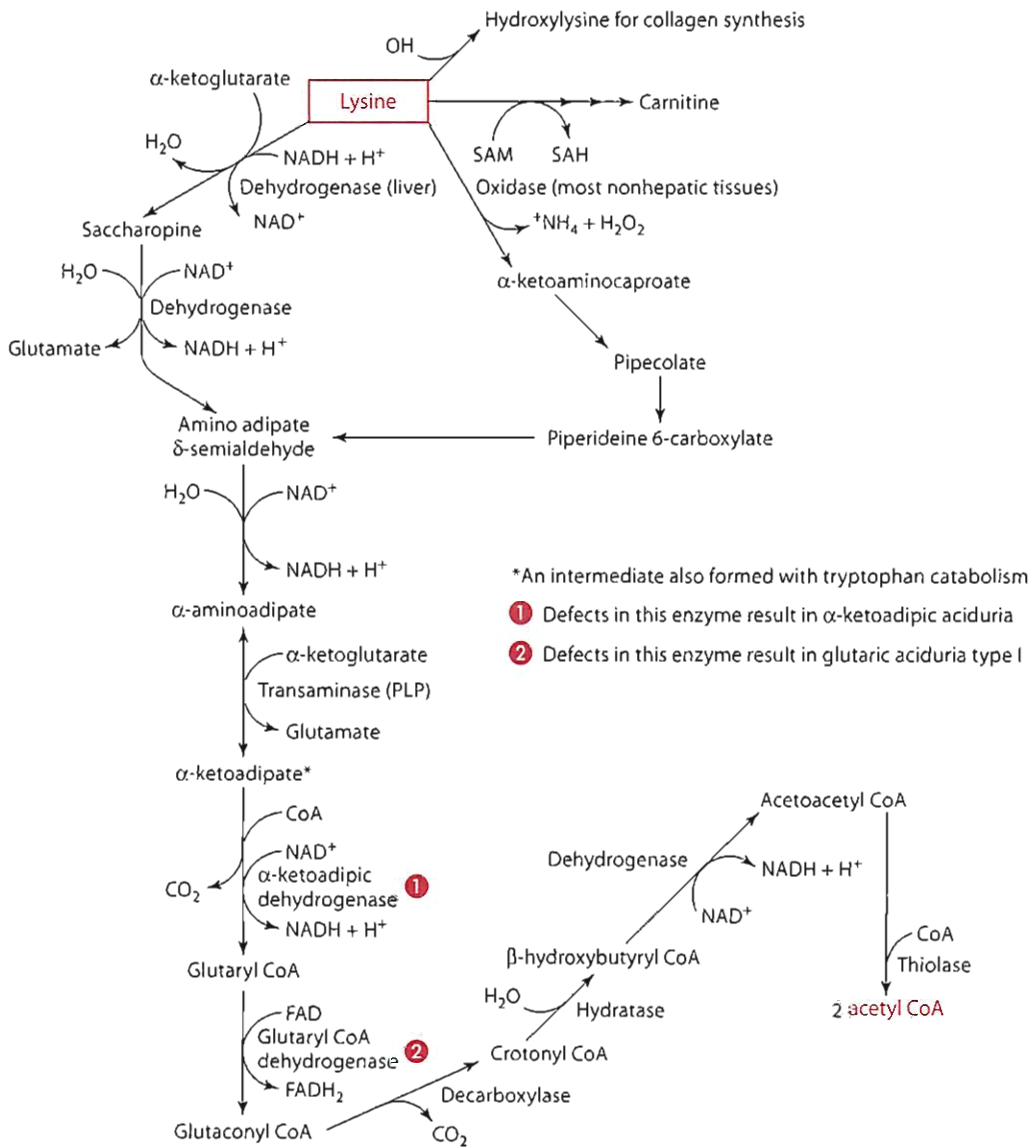 Hydroxylysine for collagen synthesis
OH
α-ketoglutarate
Lysine
Carnitine
H₂O
NADH + H⁺
SAM
SAH
Dehydrogenase (liver)
Oxidase (most nonhepatic tissues)
NAD⁺
⁺NH₄ + H₂O₂
Saccharopine
H₂O
NAD⁺
α-ketoaminocaproate
Dehydrogenase
Glutamate
NADH + H⁺
Pipecolate
Amino adipate
δ-semialdehyde
Piperideine 6-carboxylate
H₂O
NAD⁺
NADH + H⁺
*An intermediate also formed with tryptophan catabolism
α-aminoadipate
1 Defects in this enzyme result in α-ketoadipic aciduria
2 Defects in this enzyme result in glutaric aciduria type I
α-ketoglutarate
Transaminase (PLP)
Glutamate
α-ketoadipate*
CoA
NAD⁺
CO₂
α-ketoadipic
dehydrogenase 1
NADH + H⁺
Glutaryl CoA
FAD
Glutaryl CoA
dehydrogenase 2
FADH₂
Glutaconyl CoA
Decarboxylase
CO₂
Crotonyl CoA
H₂O
Hydratase
β-hydroxybutyryl CoA
Dehydrogenase
NAD⁺
NADH + H⁺
Acetoacetyl CoA
CoA
Thiolase
2 acetyl CoA